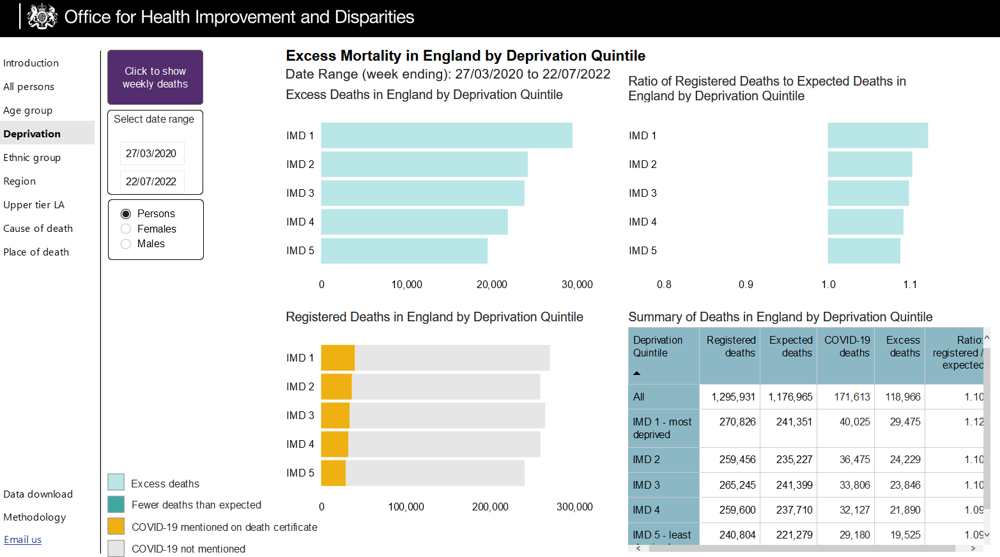 Office for Health Improvement and Disparities
Introduction
All persons
Age group
Deprivation
Ethnic group
Region
Upper tier LA
Cause of death
Place of death
Data download
Methodology
Email us
Click to show
weekly deaths
Select date range
27/03/2020
22/07/2022
Persons
Females
Males
Excess deaths
Fewer deaths than expected
COVID-19 mentioned on death certificate
COVID-19 not mentioned
Excess Mortality in England by Deprivation Quintile
Date Range (week ending): 27/03/2020 to 22/07/2022
Excess Deaths in England by Deprivation Quintile
IMD 1
IMD 2
IMD 3
IMD 4
IMD 5
0 10,000 20,000 30,000
Ratio of Registered Deaths to Expected Deaths in
England by Deprivation Quintile
IMD 1
IMD 2
IMD 3
IMD 4
IMD 5
0.8 0.9 1.0 1.1
Registered Deaths in England by Deprivation Quintile
IMD 1
IMD 2
IMD 3
IMD 4
IMD 5
0 100,000 200,000 300,000
Summary of Deaths in England by Deprivation Quintile
Deprivation Registered Expected COVID-19 Excess Ratio:
Quintile deaths deaths deaths deaths registered /
expected
All 1,295,931 1,176,965 171,613 118,966 1.10
IMD 1 - most 270,826 241,351 40,025 29,475 1.12
deprived
IMD 2 259,456 235,227 36,475 24,229 1.10
IMD 3 265,245 241,399 33,806 23,846 1.10
IMD 4 259,600 237,710 32,127 21,890 1.09
IMD 5 - least 240,804 221,279 29,180 19,525 1.09